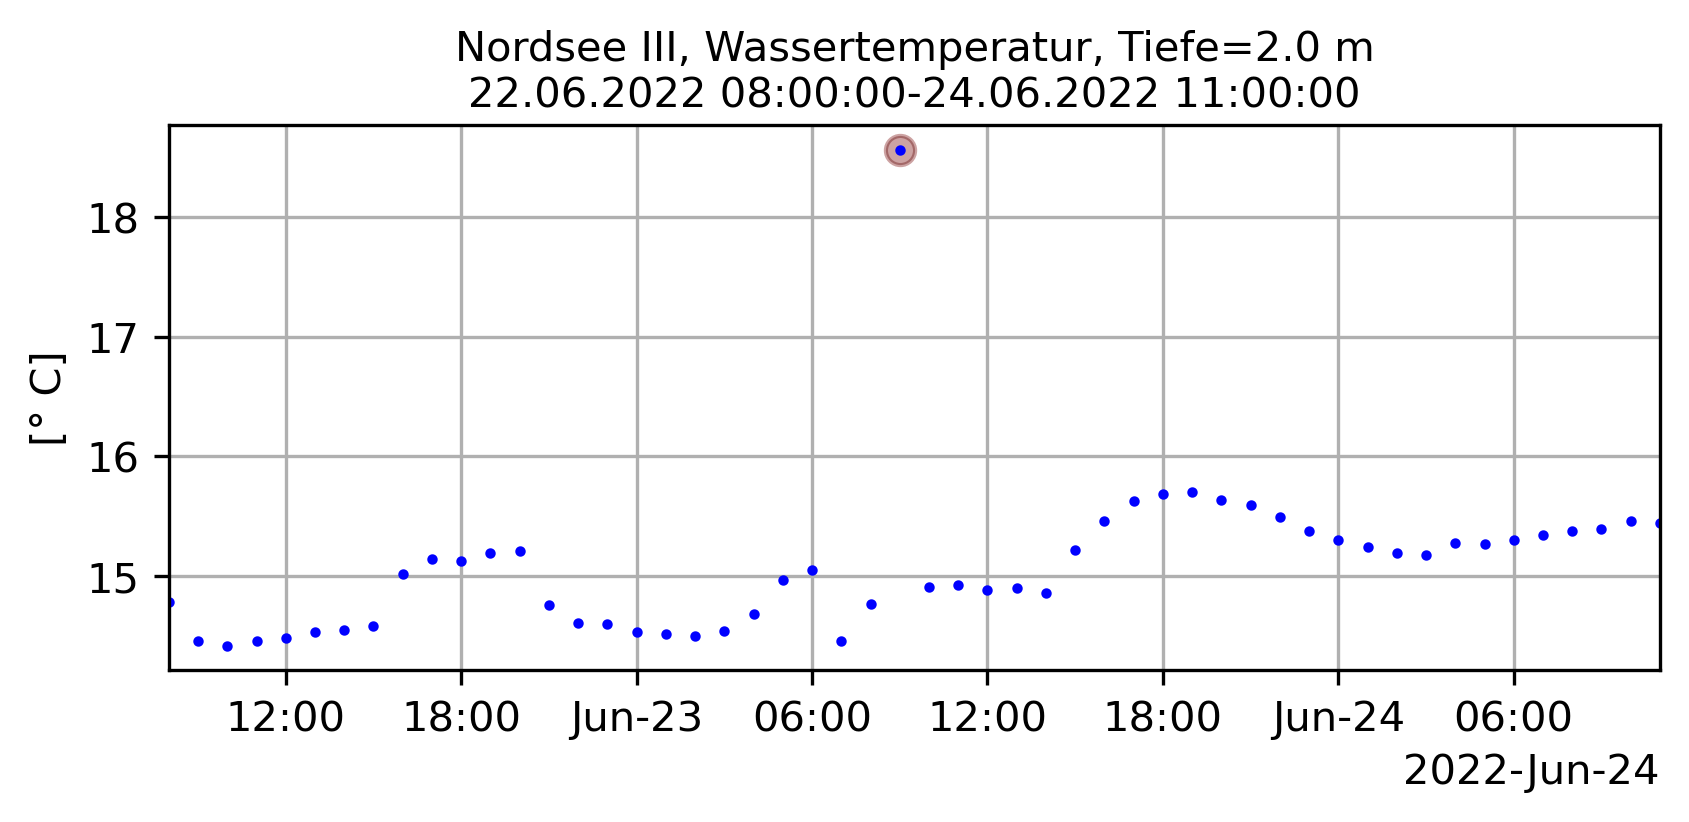 Nordsee III, Wassertemperatur, Tiefe=2.0 m
22.06.2022 08:00:00-24.06.2022 11:00:00
18
17
16
15
[° C]
12:00 18:00 Jun-23 06:00 12:00 18:00 Jun-24 06:00
2022-Jun-24